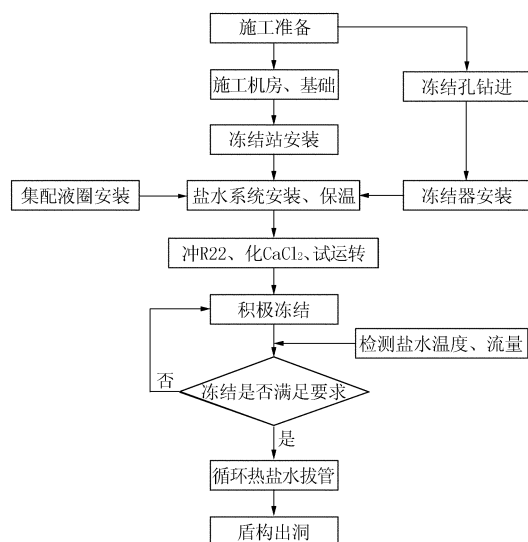 施工准备
施工机房、基础
冻结孔钻进
冻结站安装
集配液圈安装
盐水系统安装、保温
冻结器安装
冲R22、化CaCl₂、试运转
积极冻结
检测盐水温度、流量
否
冻结是否满足要求
是
循环热盐水拔管
盾构出洞